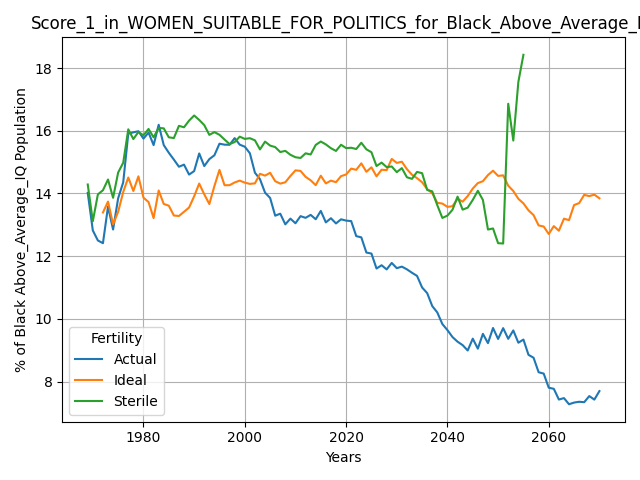 Score_1_in_WOMEN_SUITABLE_FOR_POLITICS_for_Black_Above_Average_
% of Black Above_Average_IQ Population
18
16
14
12
10
8
Fertility
Actual
Ideal
Sterile
1980 2000 2020 2040 2060
Years